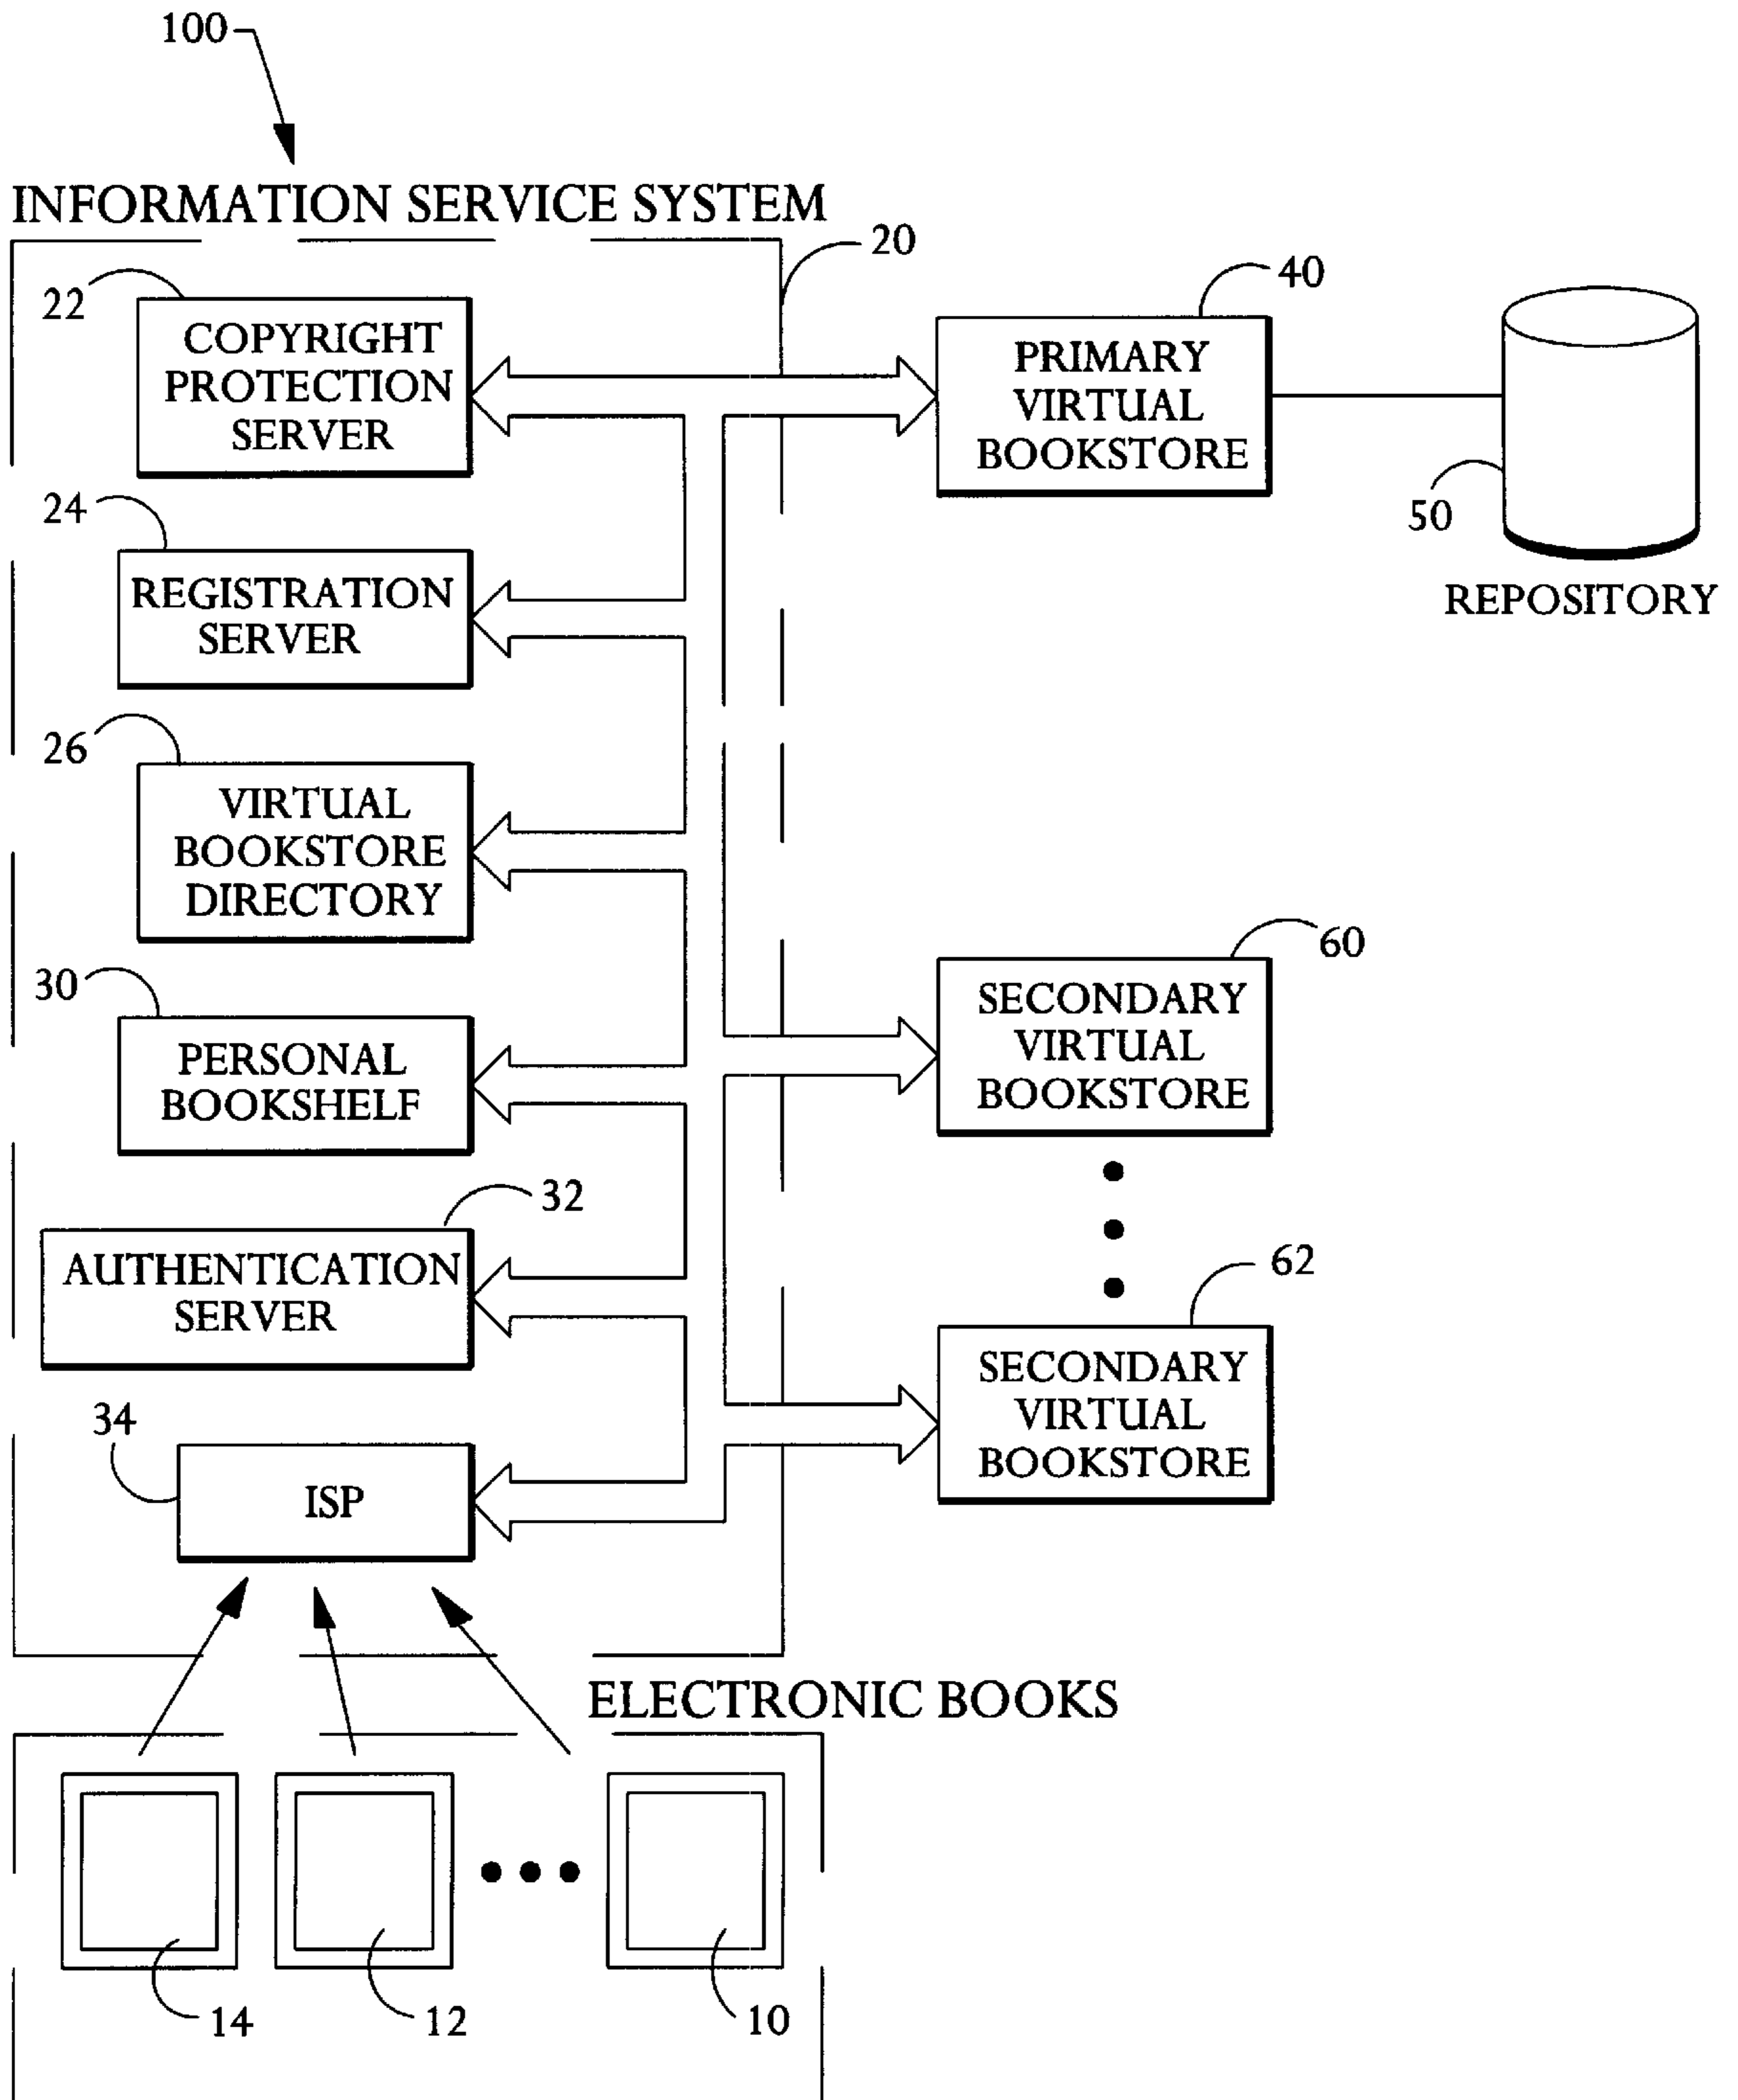 100
INFORMATION SERVICE SYSTEM
20
22
COPYRIGHT
PROTECTION
SERVER
40
PRIMARY
VIRTUAL
BOOKSTORE
50
REPOSITORY
24
REGISTRATION
SERVER
26
VIRTUAL
BOOKSTORE
DIRECTORY
30
PERSONAL
BOOKSHELF
60
SECONDARY
VIRTUAL
BOOKSTORE
32
AUTHENTICATION
SERVER
62
SECONDARY
VIRTUAL
BOOKSTORE
34
ISP
ELECTRONIC BOOKS
14
12
10